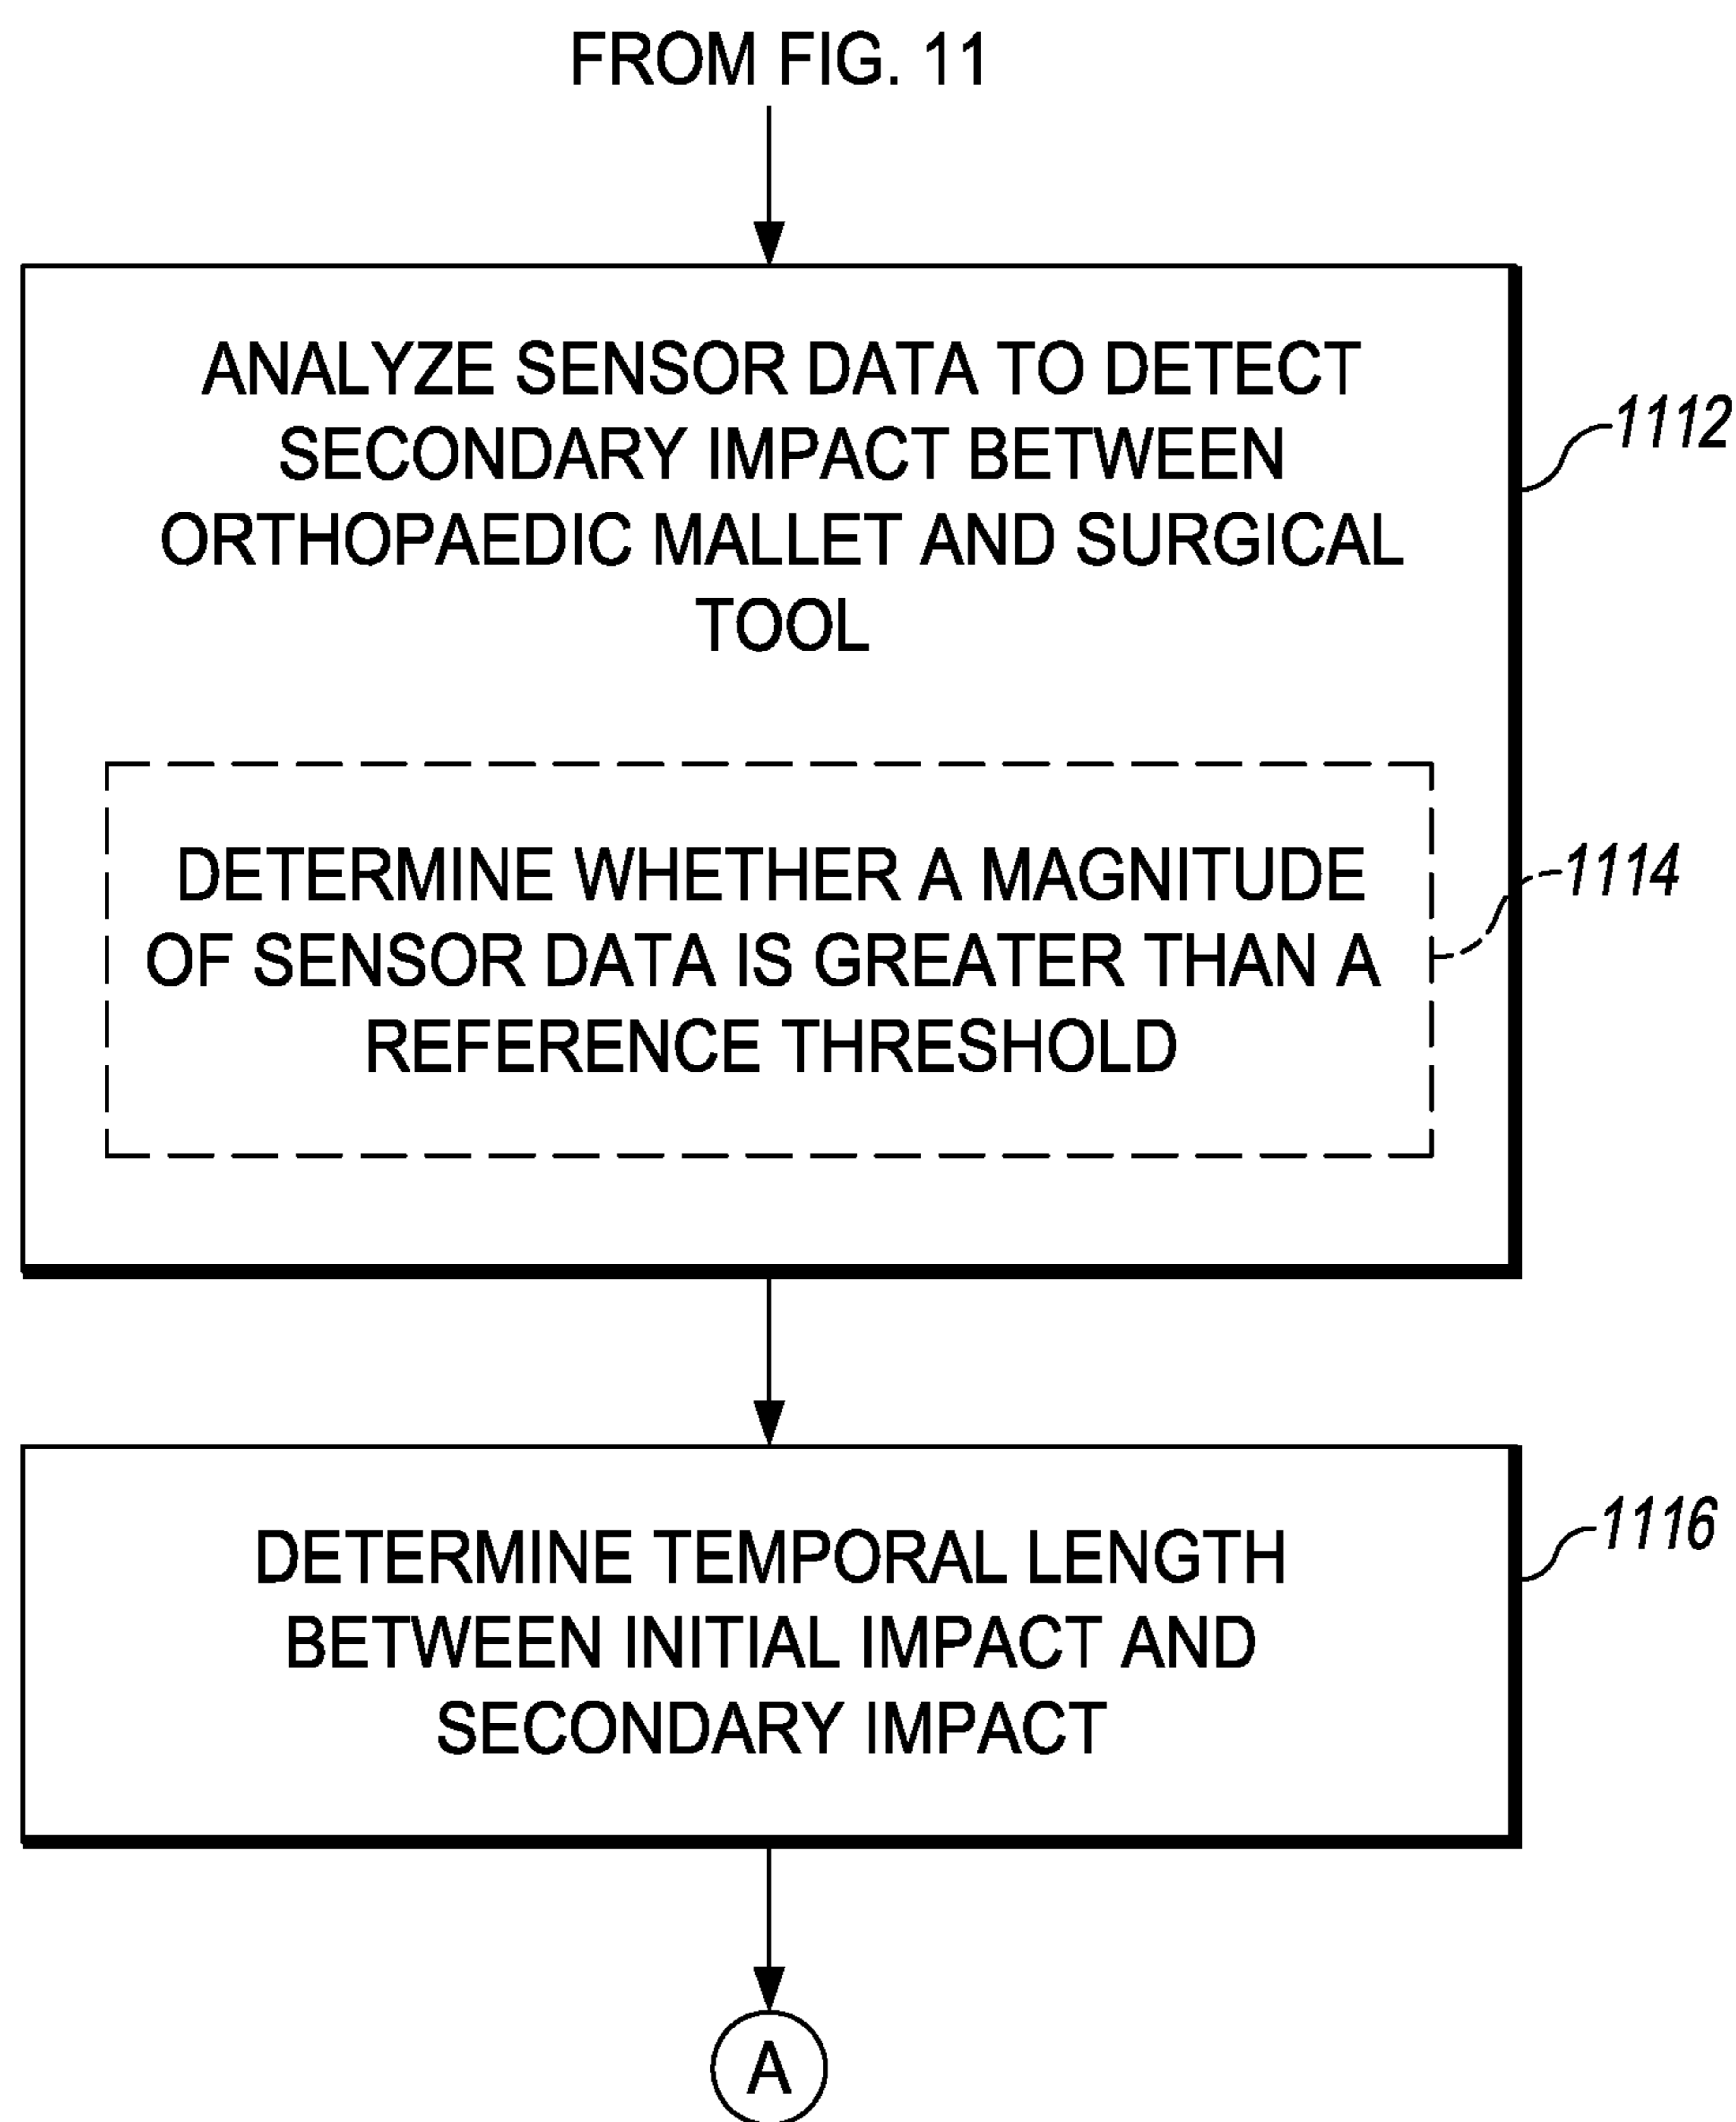 FROM FIG. 11
ANALYZE SENSOR DATA TO DETECT
SECONDARY IMPACT BETWEEN
ORTHOPAEDIC MALLET AND SURGICAL
TOOL
1112
DETERMINE WHETHER A MAGNITUDE
OF SENSOR DATA IS GREATER THAN A
REFERENCE THRESHOLD
1114
DETERMINE TEMPORAL LENGTH
BETWEEN INITIAL IMPACT AND
SECONDARY IMPACT
1116
A